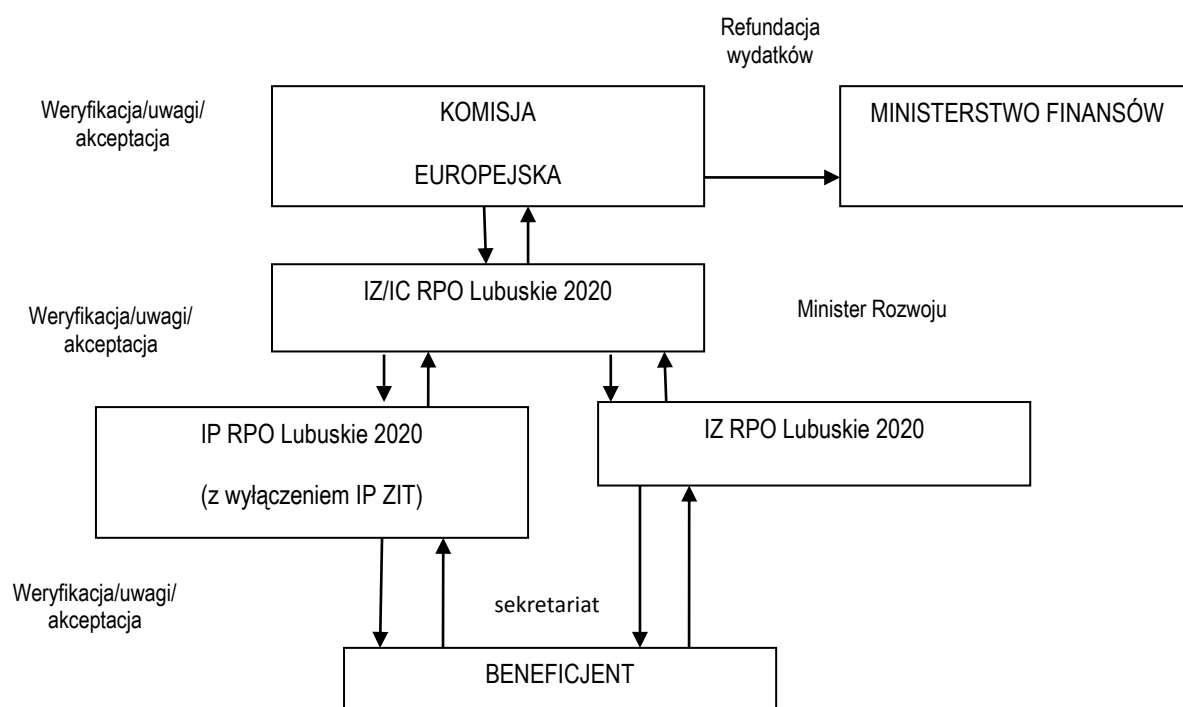 Refundacja
wydatków
Weryfikacja/uwagi/
akceptacja
KOMISJA
EUROPEJSKA
MINISTERSTWO FINANSÓW
IZ/IC RPO Lubuskie 2020
Weryfikacja/uwagi/
akceptacja
Minister Rozwoju
IP RPO Lubuskie 2020
(z wyłączeniem IP ZIT)
IZ RPO Lubuskie 2020
Weryfikacja/uwagi/
akceptacja
sekretariat
BENEFICJENT